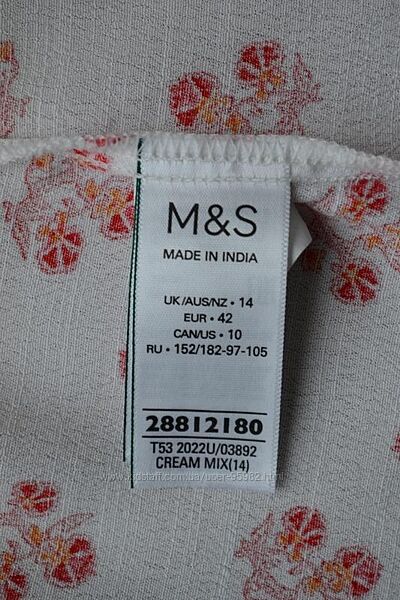 M&S
MADE IN INDIA
UK/AUS/NZ • 14
EUR • 42
CAN/US • 10
RU • 152/182-97-105
28812180
T53 2022U/03892
CREAM MIX(14)